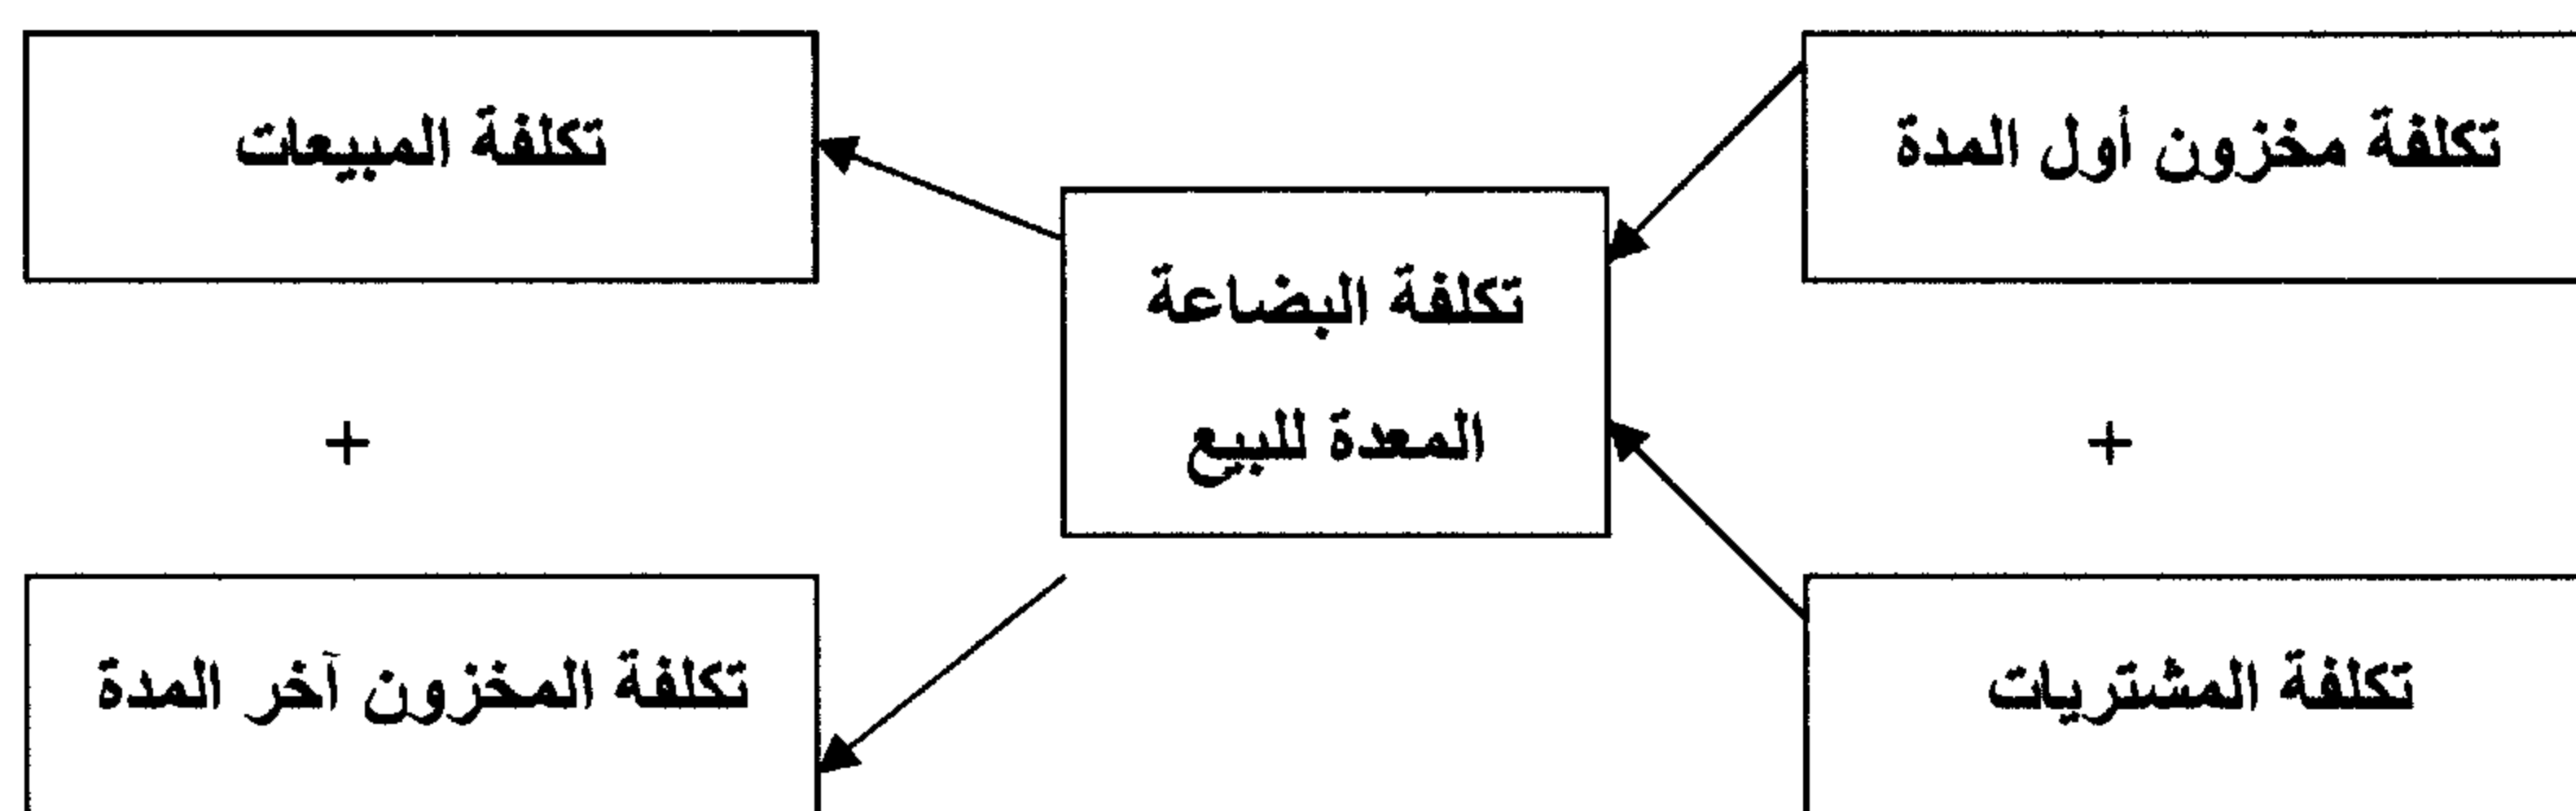 تكلفة مخزون أول المدة
+
تكلفة المشتريات
تكلفة البضاعة
المعدة للبيع
تكلفة المبيعات
+
تكلفة المخزون آخر المدة